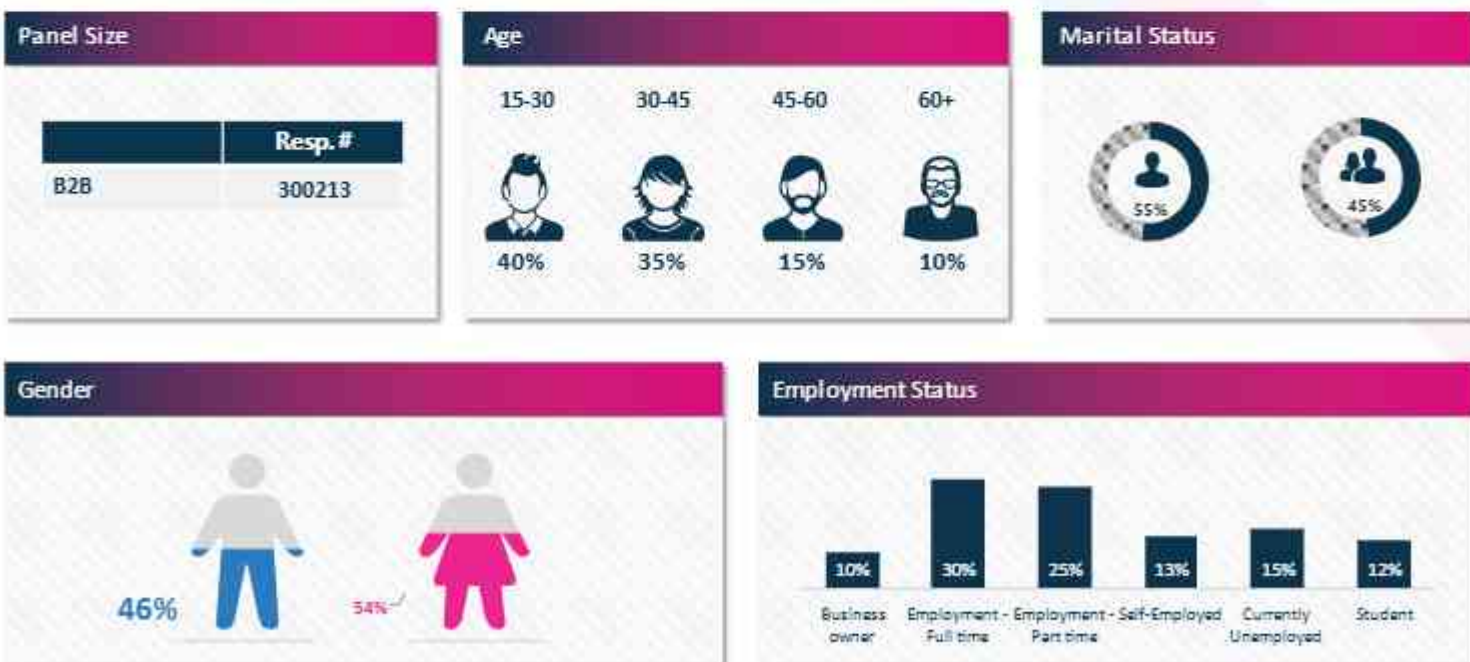 Panel Size
Resp. #
B2B 300213
Age
15-30 30-45 45-60 60+
40% 35% 15% 10%
Marital Status
55% 45%
Gender
46% 54%
Employment Status
10% 30% 25% 13% 15% 12%
Business Employment - Employment - Self-Employed Currently Student
owner Full time Part time Unemployed